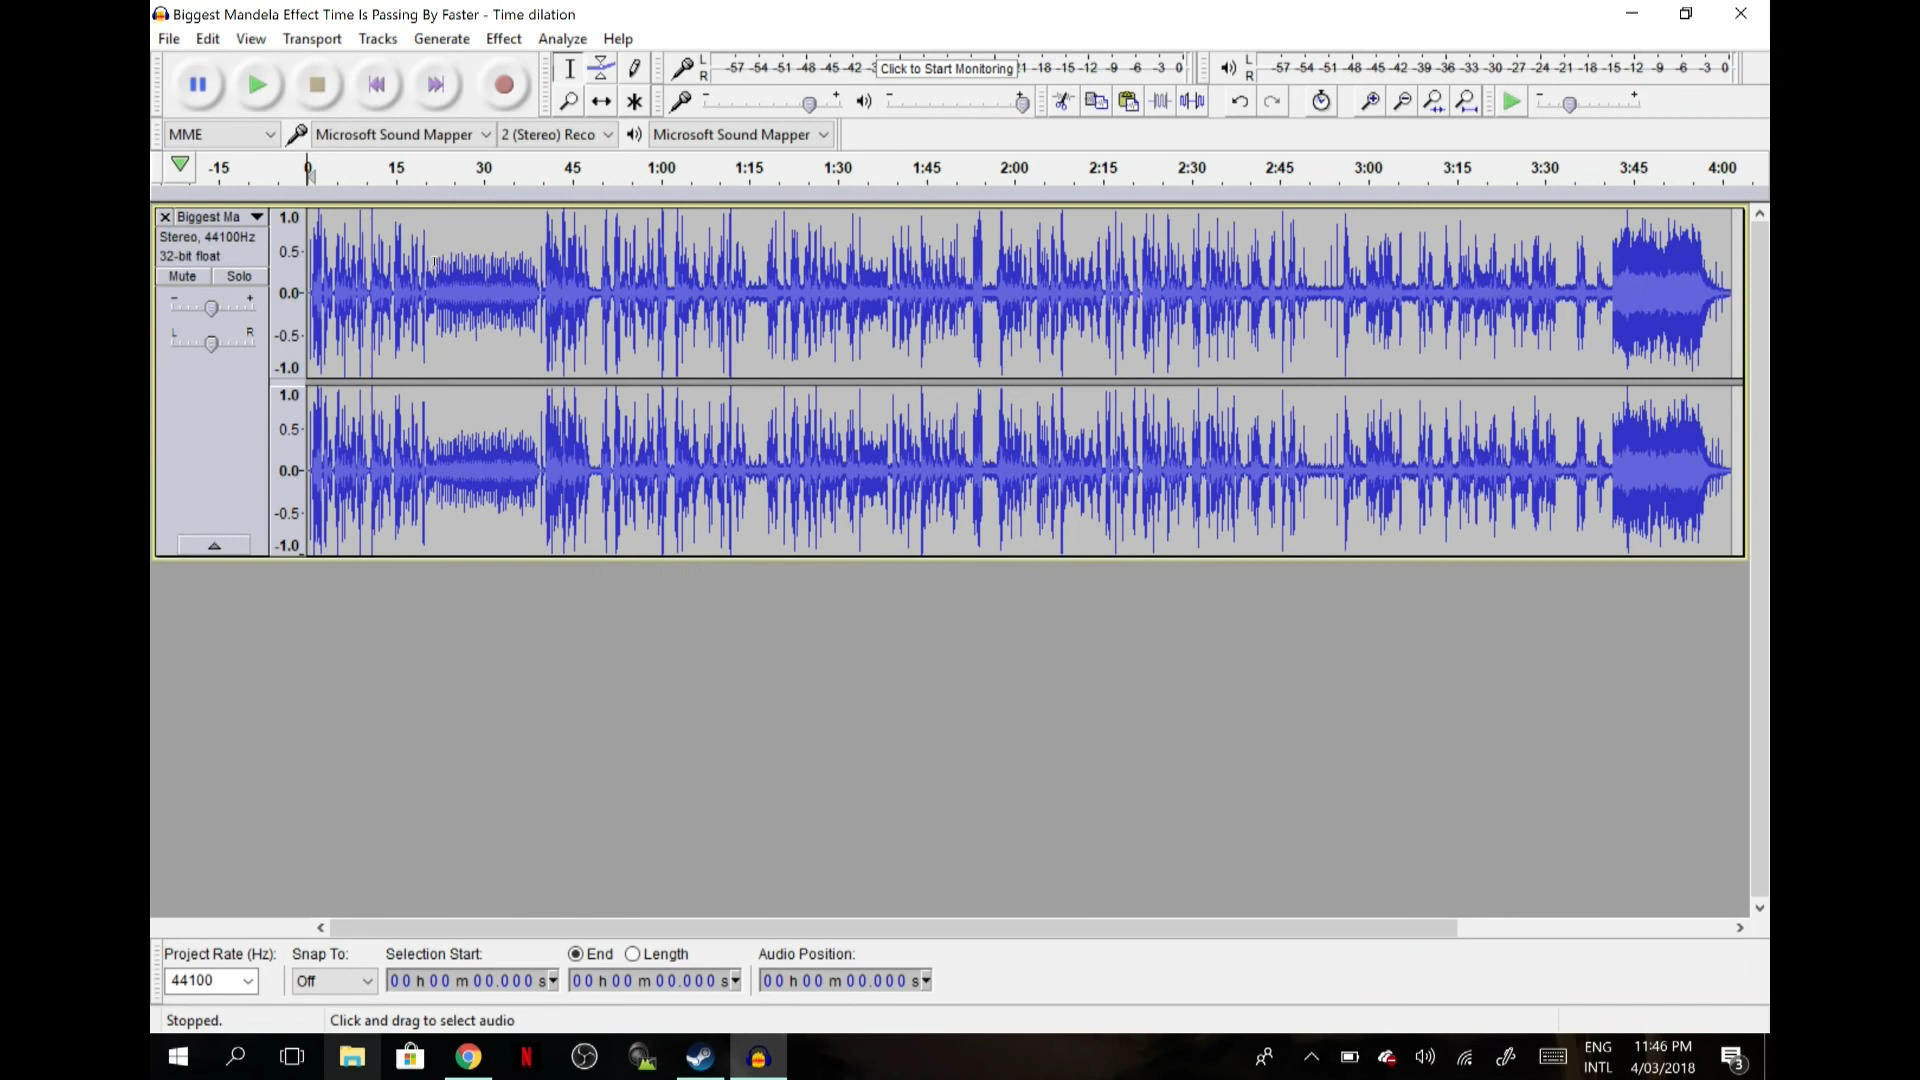 Biggest Mandela Effect Time Is Passing By Faster - Time dilation
File Edit View Transport Tracks Generate Effect Analyze Help
L
R
-57 -54 -51 -48 -45 -42 Click to Start Monitoring -18 -15 -12 -9 -6 -3 0
L
R
-57 -54 -51 -48 -45 -42 -39 -36 -33 -30 -27 -24 -21 -18 -15 -12 -9 -6 -3 0
MME Microsoft Sound Mapper 2 (Stereo) Reco Microsoft Sound Mapper
-15 0 15 30 45 1:00 1:15 1:30 1:45 2:00 2:15 2:30 2:45 3:00 3:15 3:30 3:45 4:00
Biggest Ma
Stereo, 44100Hz
32-bit float
Mute Solo
- +
L R
1.0
0.5
0.0
-0.5
-1.0
1.0
0.5
0.0
-0.5
-1.0
Project Rate (Hz): Snap To: Selection Start: End Length Audio Position:
44100 Off 00 h 00 m 00.000 s 00 h 00 m 00.000 s 00 h 00 m 00.000 s
Stopped. Click and drag to select audio
ENG 11:46 PM
INTL 4/03/2018
3